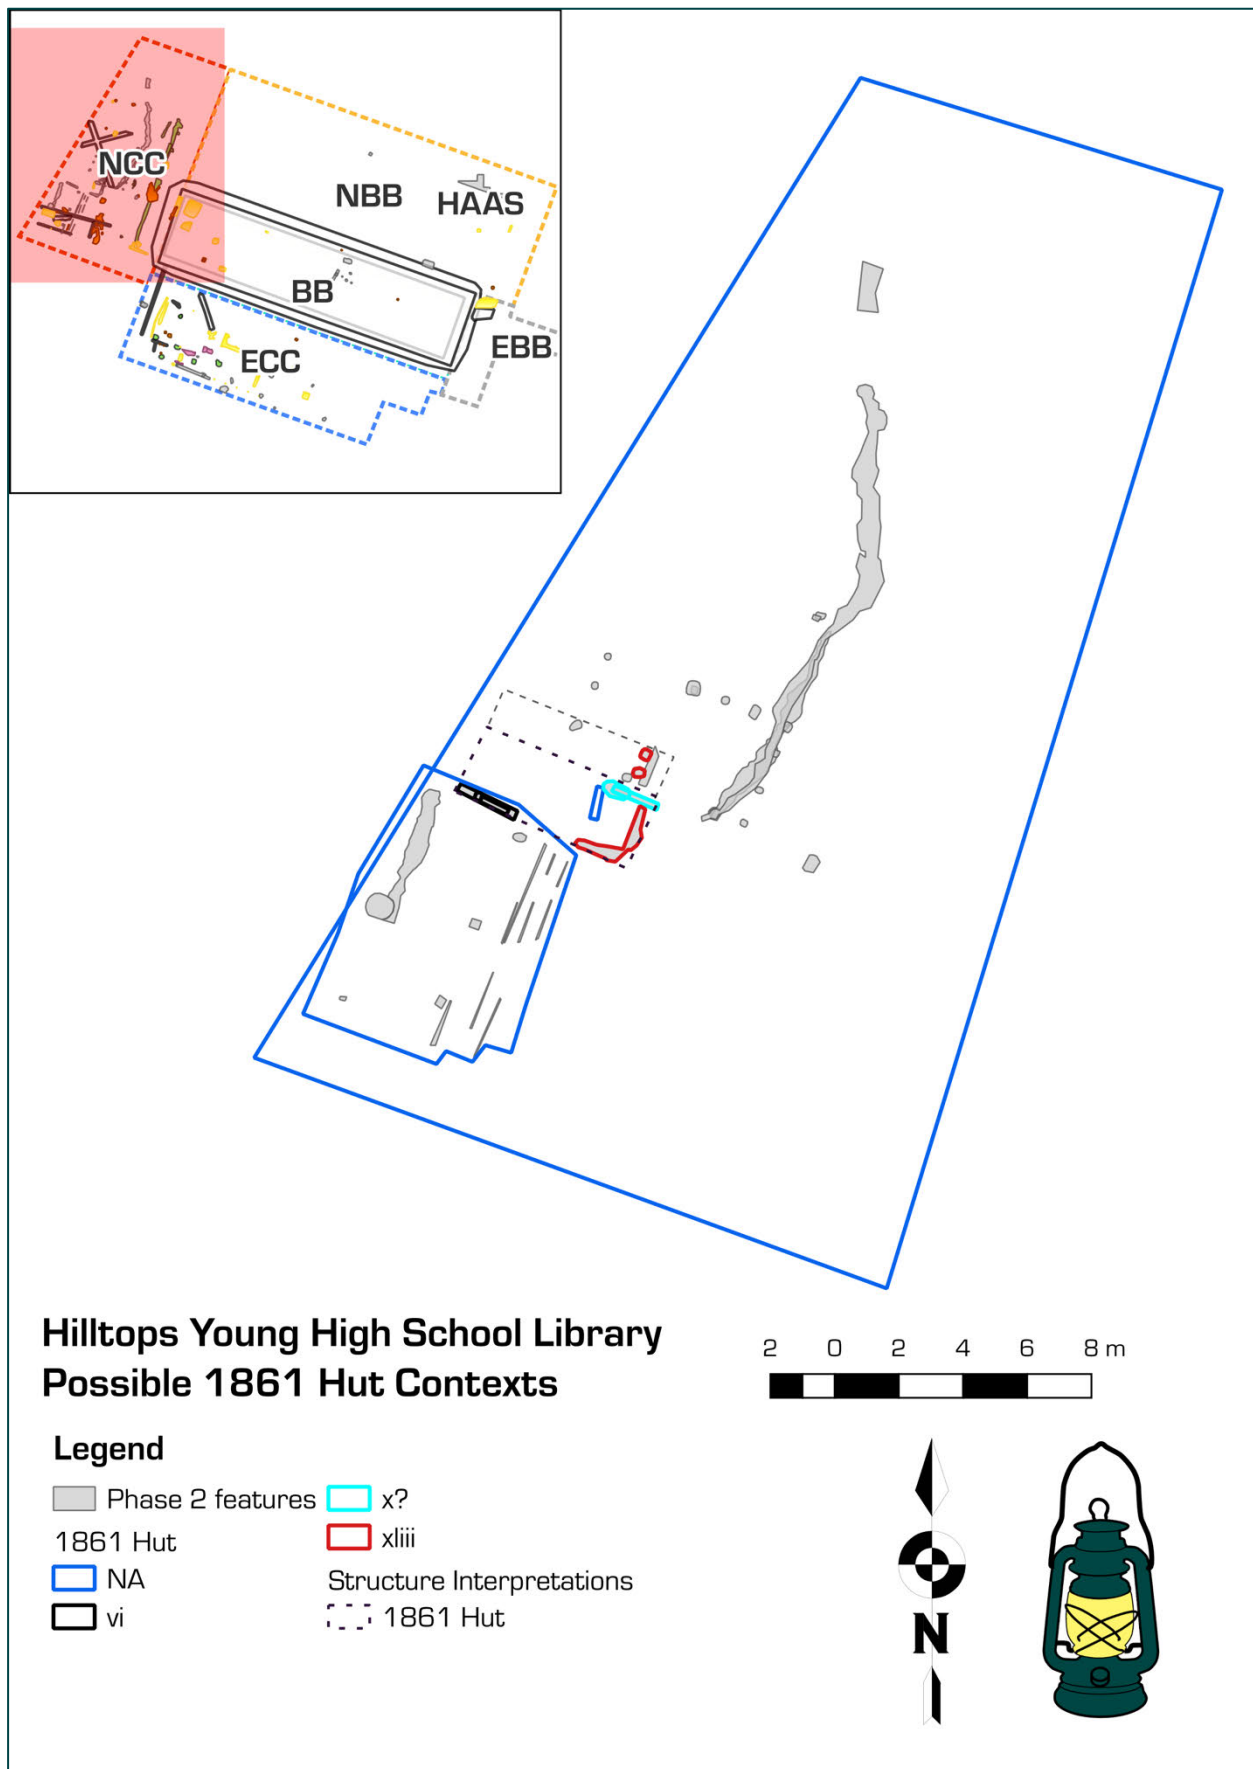 NCC
NBB
HAAS
BB
EBB
ECC
Hilltops Young High School Library
Possible 1861 Hut Contexts
2 0 2 4 6 8 m
Legend
Phase 2 features
1861 Hut
NA
vi
x?
xliii
Structure Interpretations
1861 Hut
N